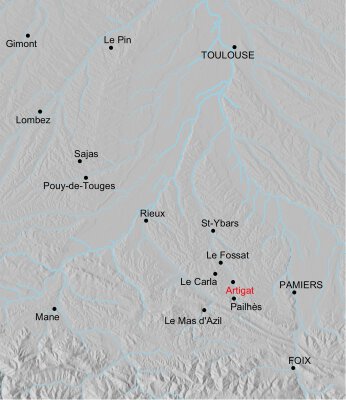 Gimont
Le Pin
TOULOUSE
Lombez
Sajas
Pouy-de-Touges
Rieux
St-Ybars
Le Fossat
Le Carla
Artigat
PAMIERS
Pailhès
Mane
Le Mas d'Azil
FOIX